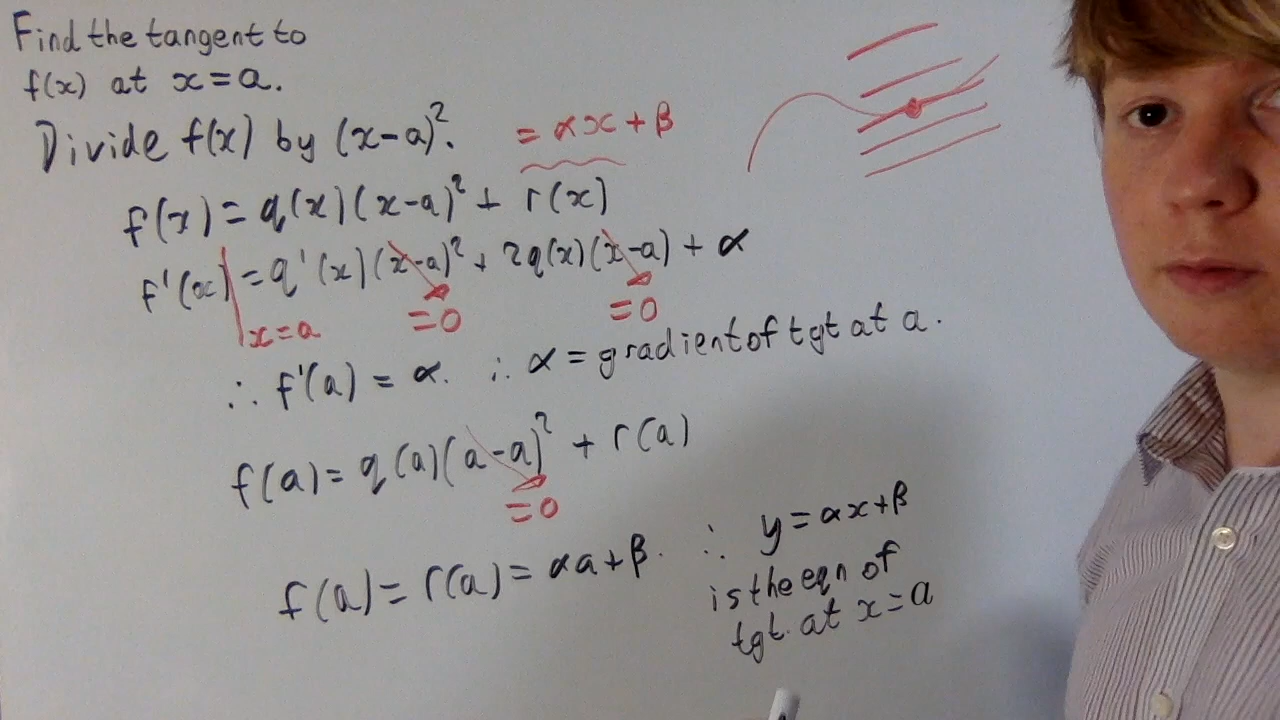 Find the tangent to
f(x) at x=a.
Divide f(x) by (x-a)². = αx + β
f(x) = q(x)(x-a)² + r(x)
f'(x) = q'(x)(x-a)² + 2q(x)(x-a) + α
x=a =0 =0
∴ f'(a) = α. ∴ α = gradient of tgt at a.
f(a) = q(a)(a-a)² + r(a)
=0
f(a) = r(a) = αa+β. ∴ y = αx+β
is the eqn of
tgt. at x=a